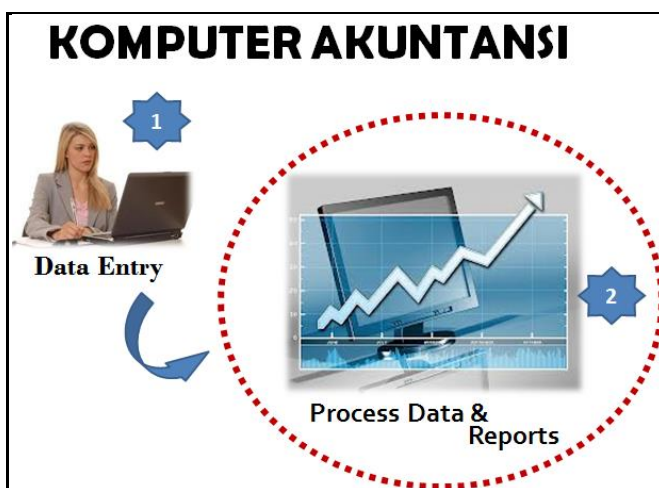 KOMPUTER AKUNTANSI
1
Data Entry
2
Process Data &
Reports